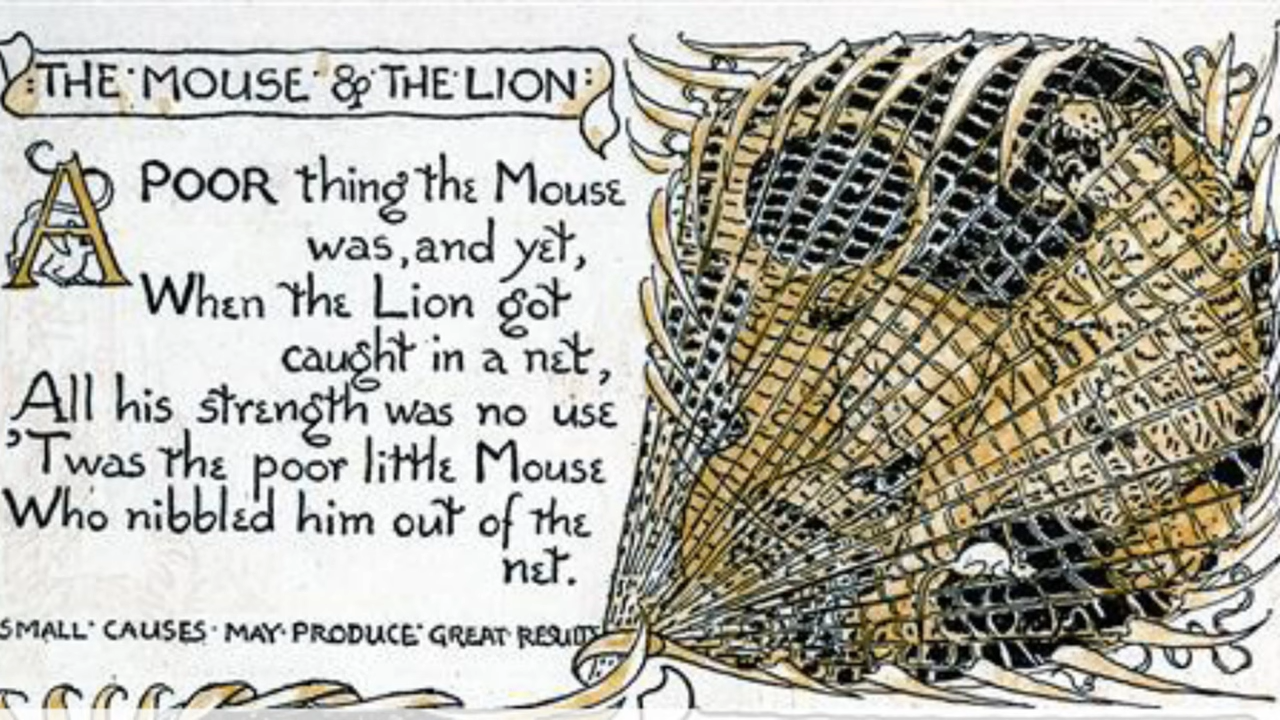 :THE·MOUSE·&·THE·LION:
A POOR thing the Mouse
was, and yet,
When the Lion got
caught in a net,
All his strength was no use
'Twas the poor little Mouse
Who nibbled him out of the
net.
SMALL·CAUSES·MAY·PRODUCE·GREAT·RESULTS